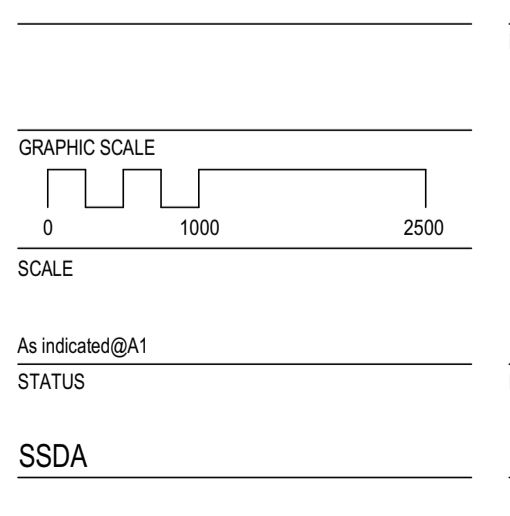 GRAPHIC SCALE
0 1000 2500
SCALE
As indicated@A1
STATUS
SSDA